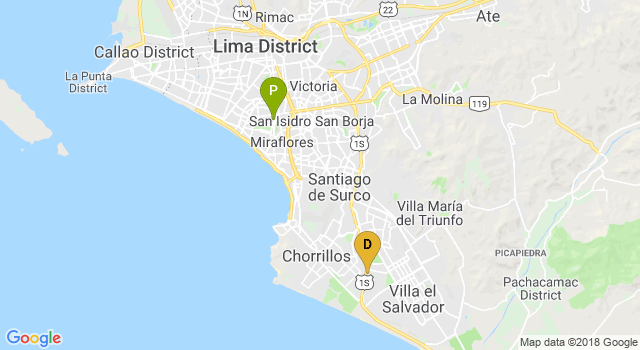 Rimac
1N
22
Ate
Callao District
Lima District
La Punta
District
Victoria
P
La Molina
119
San Isidro
San Borja
Miraflores
1S
Santiago
de Surco
Villa María
del Triunfo
D
Chorrillos
PICAPIEDRA
1S
Villa el
Salvador
Pachacamac
District
Google
Map data ©2018 Google